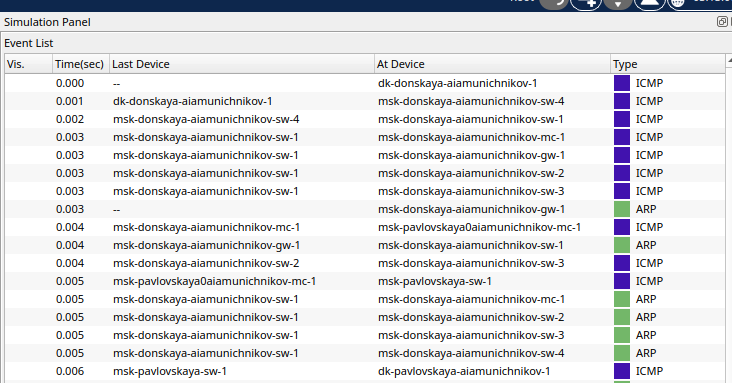 Simulation Panel
Event List
Vis. Time(sec) Last Device At Device Type
0.000 -- dk-donskaya-aiamunichnikov-1 ICMP
0.001 dk-donskaya-aiamunichnikov-1 msk-donskaya-aiamunichnikov-sw-4 ICMP
0.002 msk-donskaya-aiamunichnikov-sw-4 msk-donskaya-aiamunichnikov-sw-1 ICMP
0.003 msk-donskaya-aiamunichnikov-sw-1 msk-donskaya-aiamunichnikov-mc-1 ICMP
0.003 msk-donskaya-aiamunichnikov-sw-1 msk-donskaya-aiamunichnikov-gw-1 ICMP
0.003 msk-donskaya-aiamunichnikov-sw-1 msk-donskaya-aiamunichnikov-sw-2 ICMP
0.003 msk-donskaya-aiamunichnikov-sw-1 msk-donskaya-aiamunichnikov-sw-3 ICMP
0.003 -- msk-donskaya-aiamunichnikov-gw-1 ARP
0.004 msk-donskaya-aiamunichnikov-mc-1 msk-pavlovskaya0aiamunichnikov-mc-1 ICMP
0.004 msk-donskaya-aiamunichnikov-gw-1 msk-donskaya-aiamunichnikov-sw-1 ARP
0.004 msk-donskaya-aiamunichnikov-sw-2 msk-donskaya-aiamunichnikov-sw-3 ICMP
0.005 msk-pavlovskaya0aiamunichnikov-mc-1 msk-pavlovskaya-sw-1 ICMP
0.005 msk-donskaya-aiamunichnikov-sw-1 msk-donskaya-aiamunichnikov-mc-1 ARP
0.005 msk-donskaya-aiamunichnikov-sw-1 msk-donskaya-aiamunichnikov-sw-2 ARP
0.005 msk-donskaya-aiamunichnikov-sw-1 msk-donskaya-aiamunichnikov-sw-3 ARP
0.005 msk-donskaya-aiamunichnikov-sw-1 msk-donskaya-aiamunichnikov-sw-4 ARP
0.006 msk-pavlovskaya-sw-1 dk-pavlovskaya-aiamunichnikov-1 ICMP